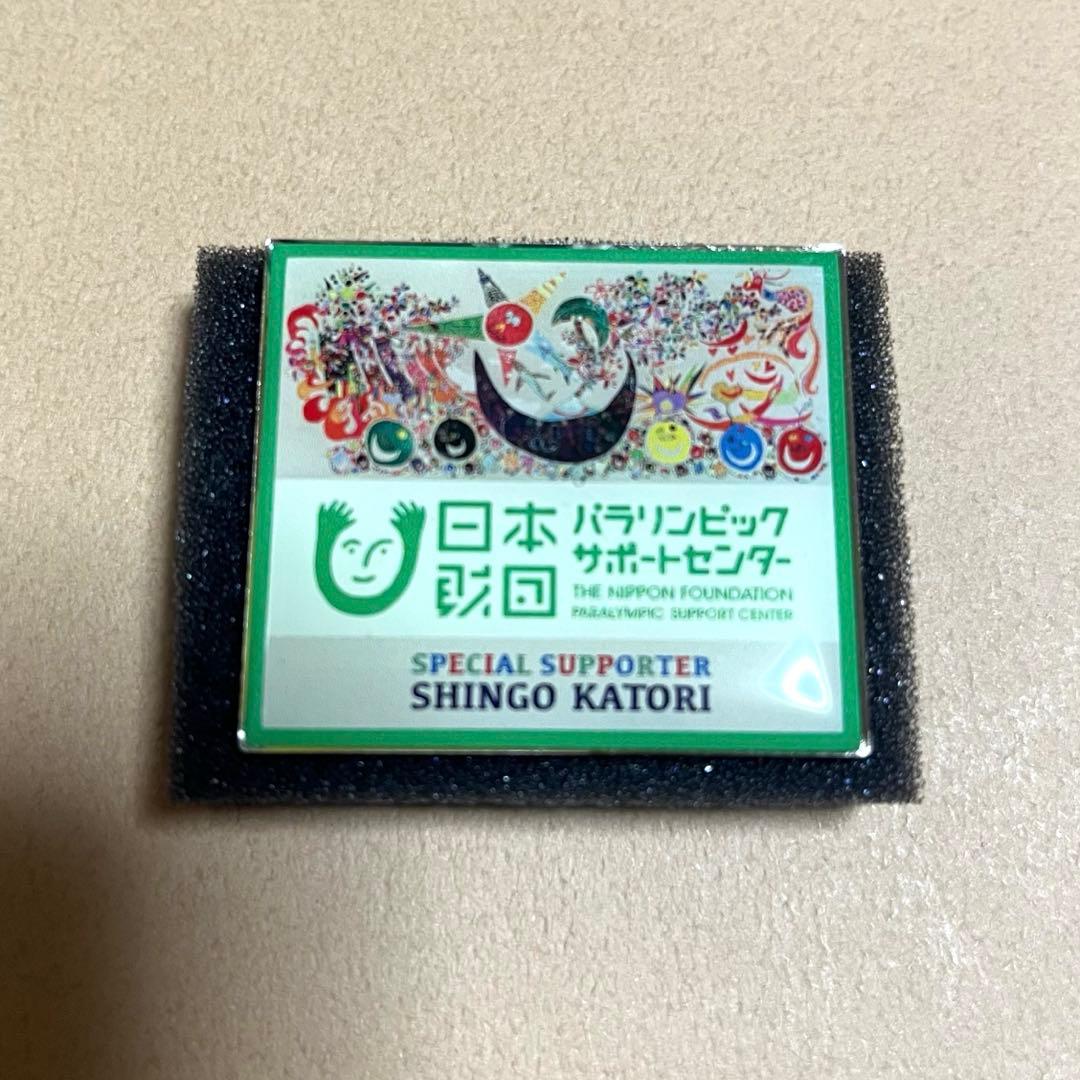 日本
財団
パラリンピック
サポートセンター
THE NIPPON FOUNDATION
PARALYMPIC SUPPORT CENTER
SPECIAL SUPPORTER
SHINGO KATORI